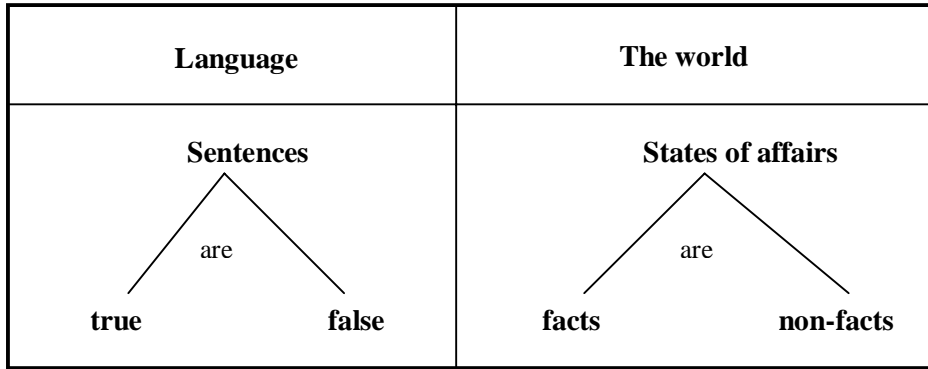 Language
The world
Sentences
are
true false
States of affairs
are
facts non-facts